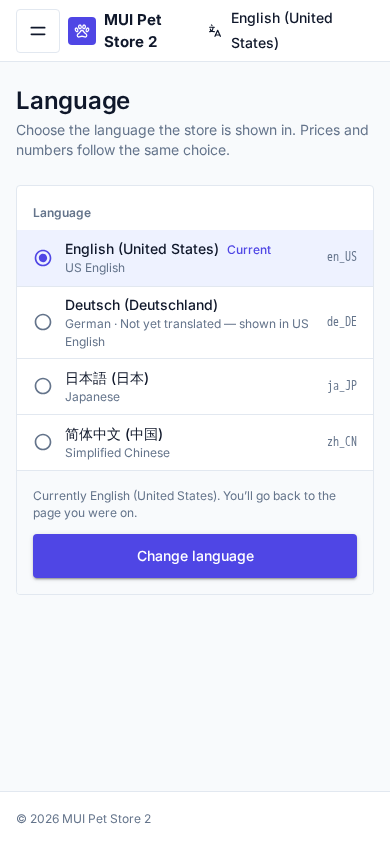 MUI Pet
Store 2
English (United
States)
Language
Choose the language the store is shown in. Prices and
numbers follow the same choice.
Language
English (United States) Current
US English
en_US
Deutsch (Deutschland)
German · Not yet translated — shown in US
English
de_DE
日本語 (日本)
Japanese
ja_JP
简体中文 (中国)
Simplified Chinese
zh_CN
Currently English (United States). You’ll go back to the
page you were on.
Change language
© 2026 MUI Pet Store 2